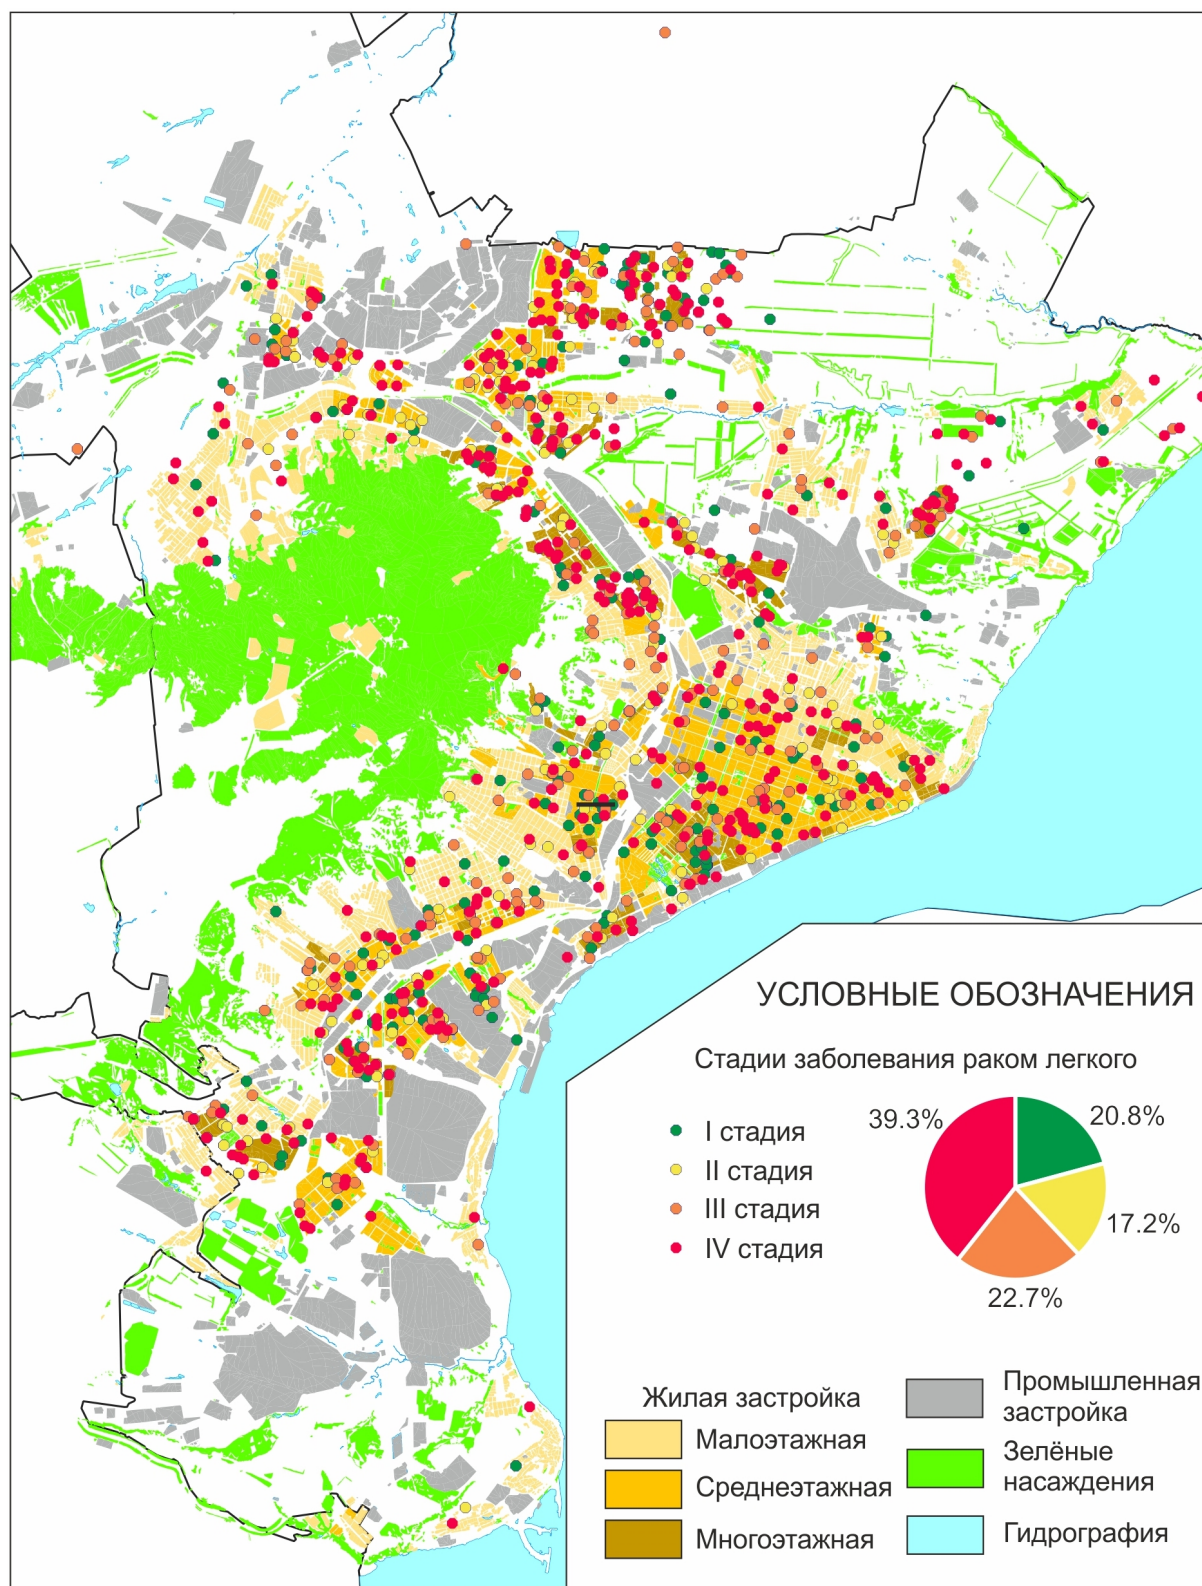 УСЛОВНЫЕ ОБОЗНАЧЕНИЯ
Стадии заболевания раком легкого
I стадия
II стадия
III стадия
IV стадия
39.3%
20.8%
17.2%
22.7%
Жилая застройка
Малоэтажная
Среднеэтажная
Многоэтажная
Промышленная
застройка
Зелёные
насаждения
Гидрография